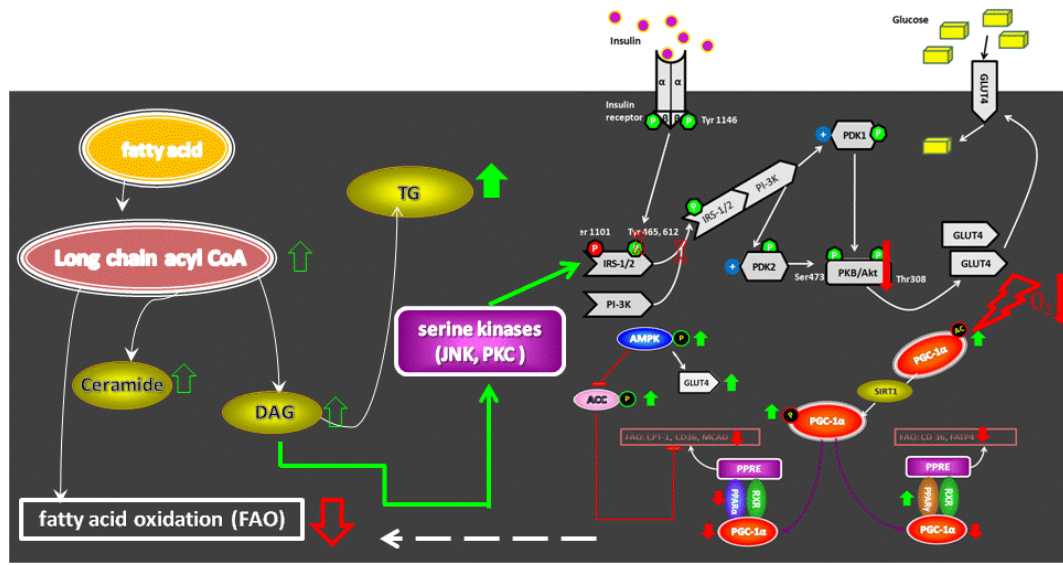 Insulin
Glucose
α
α
GLUT4
Insulin
receptor
β
β
P
P
Tyr 1146
fatty acid
TG
+
PDK1
P
P
IRS-1/2
PI-3K
er 1101
Tyr 465, 612
P
P
IRS-1/2
Long chain acyl CoA
P
+
PDK2
Ser473
P
P
PKB/Akt
Thr308
GLUT4
GLUT4
PI-3K
O2
serine kinases
(JNK, PKC )
AMPK
P
GLUT4
AC
PGC-1α
SIRT1
Ceramide
ACC
P
P
PGC-1α
DAG
FAO: CPT-1, CD36, MCAD
FAO: CD 36, FATP4
PPRE
PPRE
PPARα
RXR
PPARγ
RXR
PGC-1α
PGC-1α
fatty acid oxidation (FAO)